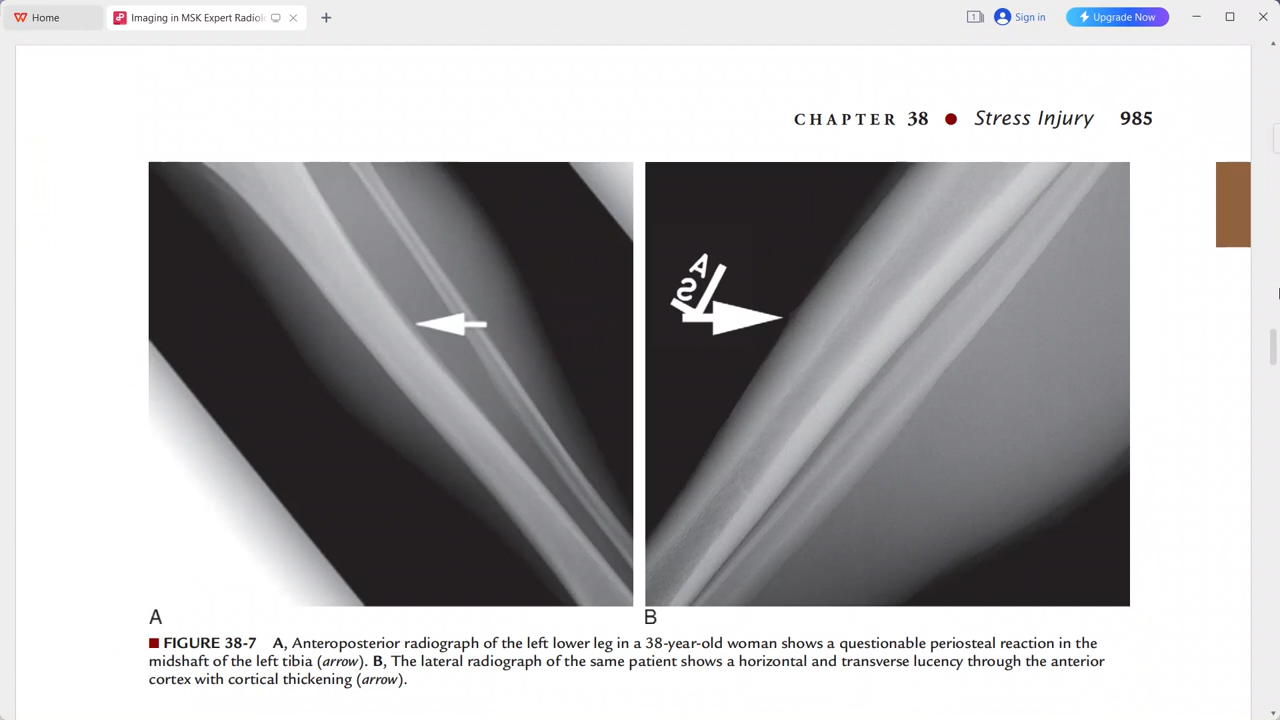 Home
Imaging in MSK Expert Radiol
1
Sign in
Upgrade Now
CHAPTER 38 ● Stress Injury 985
A
S
A
B
■ FIGURE 38-7 A, Anteroposterior radiograph of the left lower leg in a 38-year-old woman shows a questionable periosteal reaction in the
midshaft of the left tibia (arrow). B, The lateral radiograph of the same patient shows a horizontal and transverse lucency through the anterior
cortex with cortical thickening (arrow).